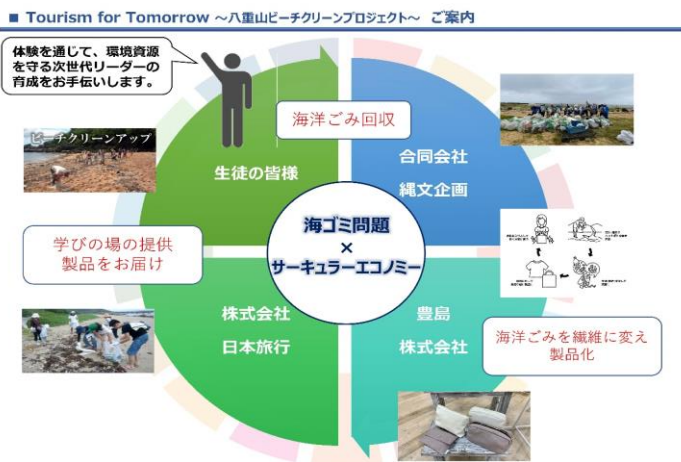 ■ Tourism for Tomorrow ~八重山ビーチクリーンプロジェクト~ ご案内
体験を通じて、環境資源
を守る次世代リーダーの
育成をお手伝いします。
海洋ごみ回収
ビーチクリーンアップ
生徒の皆様
合同会社
縄文企画
海ゴミ問題
×
サーキュラーエコノミー
学びの場の提供
製品をお届け
株式会社
日本旅行
豊島
株式会社
海洋ごみを繊維に変え
製品化